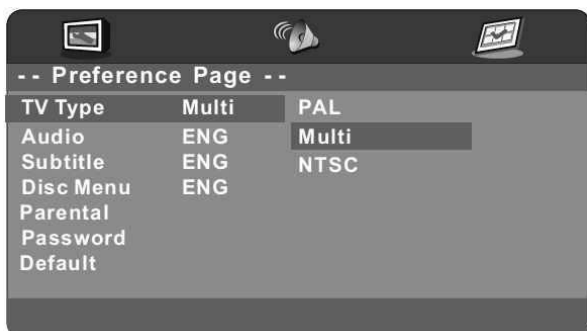 - - Preference Page - -
TV Type Multi PAL
Audio ENG Multi
Subtitle ENG NTSC
Disc Menu ENG
Parental
Password
Default